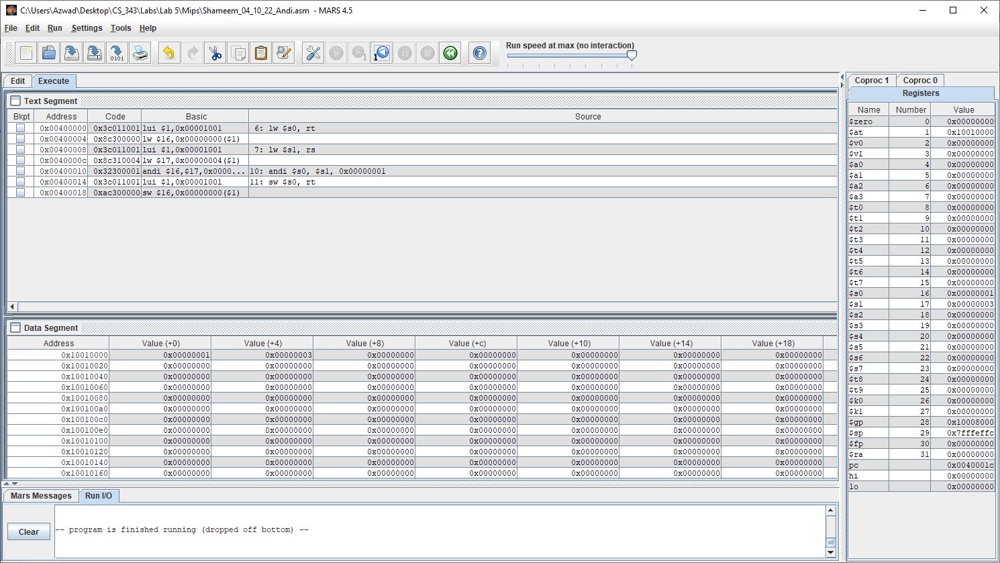 C:\Users\Azwad\Desktop\CS_343\Labs\Lab 5\Mips\Shameem_04_10_22_Andi.asm - MARS 4.5
File Edit Run Settings Tools Help
Run speed at max (no interaction)
Edit Execute
Text Segment
Bkpt Address Code Basic Source
0x00400000 0x3c011001 lui $1,0x00001001 6: lw $s0, rt
0x00400004 0x8c300000 lw $16,0x00000000($1)
0x00400008 0x3c011001 lui $1,0x00001001 7: lw $s1, rs
0x0040000c 0x8c310004 lw $17,0x00000004($1)
0x00400010 0x32300001 andi $16,$17,0x0000... 10: andi $s0, $s1, 0x00000001
0x00400014 0x3c011001 lui $1,0x00001001 11: sw $s0, rt
0x00400018 0xac300000 sw $16,0x00000000($1)
Data Segment
Address Value (+0) Value (+4) Value (+8) Value (+c) Value (+10) Value (+14) Value (+18)
0x10010000 0x00000001 0x00000003 0x00000000 0x00000000 0x00000000 0x00000000 0x00000000
0x10010020 0x00000000 0x00000000 0x00000000 0x00000000 0x00000000 0x00000000 0x00000000
0x10010040 0x00000000 0x00000000 0x00000000 0x00000000 0x00000000 0x00000000 0x00000000
0x10010060 0x00000000 0x00000000 0x00000000 0x00000000 0x00000000 0x00000000 0x00000000
0x10010080 0x00000000 0x00000000 0x00000000 0x00000000 0x00000000 0x00000000 0x00000000
0x100100a0 0x00000000 0x00000000 0x00000000 0x00000000 0x00000000 0x00000000 0x00000000
0x100100c0 0x00000000 0x00000000 0x00000000 0x00000000 0x00000000 0x00000000 0x00000000
0x100100e0 0x00000000 0x00000000 0x00000000 0x00000000 0x00000000 0x00000000 0x00000000
0x10010100 0x00000000 0x00000000 0x00000000 0x00000000 0x00000000 0x00000000 0x00000000
0x10010120 0x00000000 0x00000000 0x00000000 0x00000000 0x00000000 0x00000000 0x00000000
0x10010140 0x00000000 0x00000000 0x00000000 0x00000000 0x00000000 0x00000000 0x00000000
0x10010160 0x00000000 0x00000000 0x00000000 0x00000000 0x00000000 0x00000000 0x00000000
Mars Messages Run I/O
Clear
-- program is finished running (dropped off bottom) --
Coproc 1 Coproc 0
Registers
Name Number Value
$zero 0 0x00000000
$at 1 0x10010000
$v0 2 0x00000000
$v1 3 0x00000000
$a0 4 0x00000000
$a1 5 0x00000000
$a2 6 0x00000000
$a3 7 0x00000000
$t0 8 0x00000000
$t1 9 0x00000000
$t2 10 0x00000000
$t3 11 0x00000000
$t4 12 0x00000000
$t5 13 0x00000000
$t6 14 0x00000000
$t7 15 0x00000000
$s0 16 0x00000001
$s1 17 0x00000003
$s2 18 0x00000000
$s3 19 0x00000000
$s4 20 0x00000000
$s5 21 0x00000000
$s6 22 0x00000000
$s7 23 0x00000000
$t8 24 0x00000000
$t9 25 0x00000000
$k0 26 0x00000000
$k1 27 0x00000000
$gp 28 0x10008000
$sp 29 0x7fffeffc
$fp 30 0x00000000
$ra 31 0x00000000
pc 0x0040001c
hi 0x00000000
lo 0x00000000